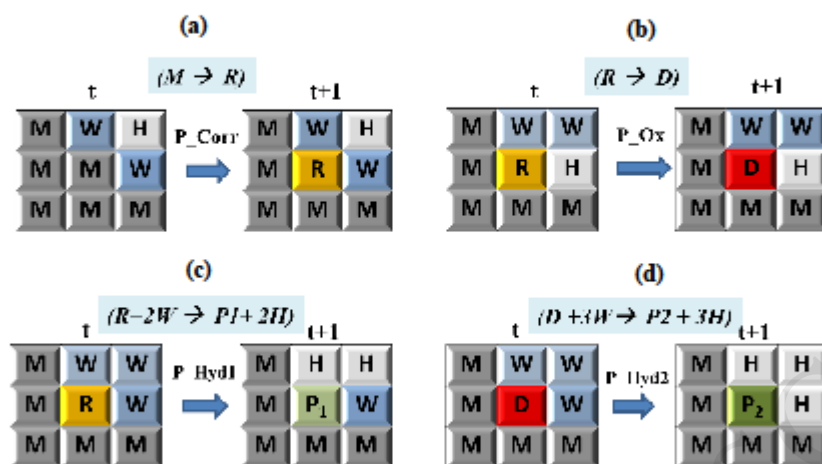 (a)
(M → R)
t
t+1
M W H
M M W
M M M
P_Corr
M W H
M R W
M M M
(b)
(R → D)
t
t+1
M W W
M R H
M M M
P_Ox
M W W
M D H
M M M
(c)
(R–2W → P1+ 2H)
t
t+1
M W W
M R W
M M M
P_Hyd1
M H H
M P₁ W
M M M
(d)
(D +3W → P2 + 3H)
t
t+1
M W W
M D W
M M M
P_Hyd2
M H H
M P₂ H
M M M